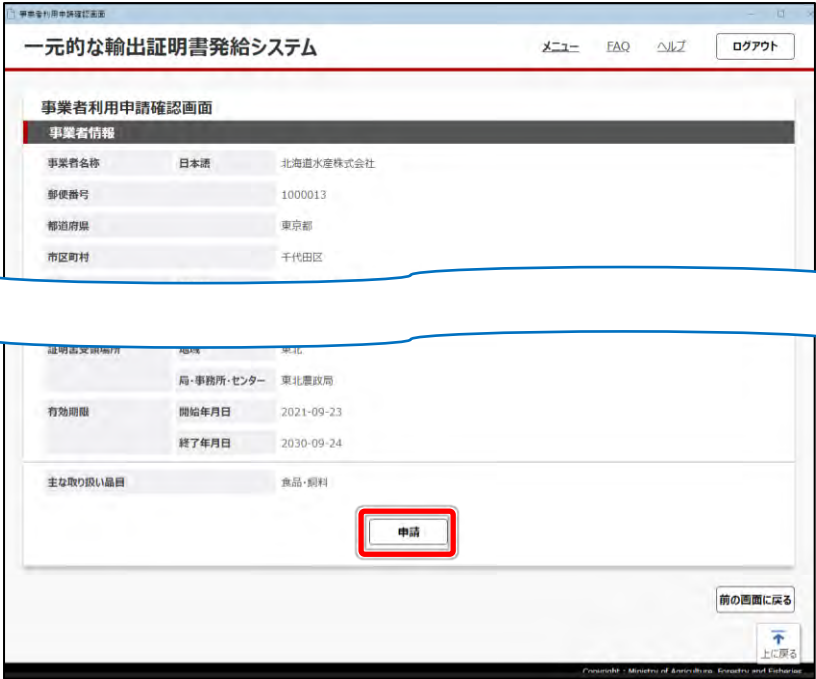 事業者利用申請確認画面
一元的な輸出証明書発給システム メニュー FAQ ヘルプ ログアウト
事業者利用申請確認画面
事業者情報
事業者名称 日本語 北海道水産株式会社
郵便番号 1000013
都道府県 東京都
市区町村 千代田区
証明書受領場所 地域 東北
局・事務所・センター 東北農政局
有効期限 開始年月日 2021-09-23
終了年月日 2030-09-24
主な取り扱い品目 食品・飼料
申請
前の画面に戻る
上に戻る
Copyright : Ministry of Agriculture, Forestry and Fisheries